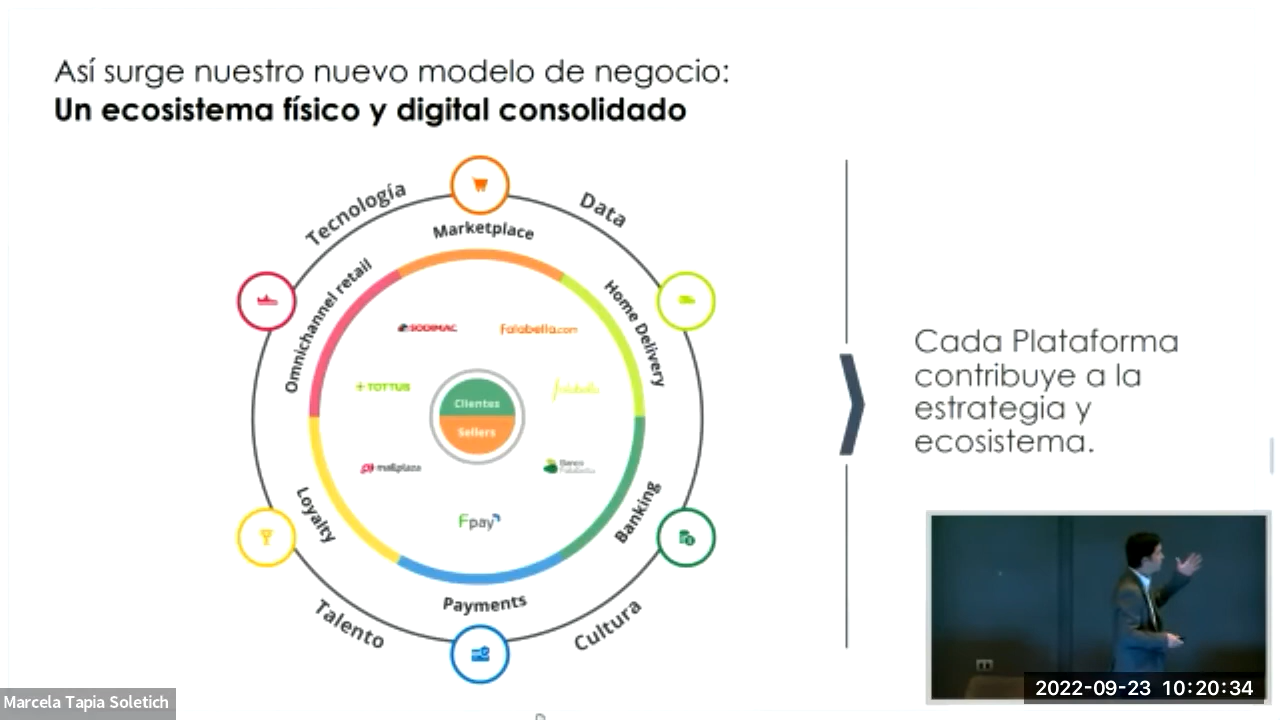 Así surge nuestro nuevo modelo de negocio:
Un ecosistema físico y digital consolidado
Tecnología
Data
Marketplace
Omnichannel retail
Home Delivery
SODIMAC
Falabella.com
TOTTUS
falabella
Clientes
Sellers
mallplaza
Banco
Falabella
Fpay
Loyalty
Banking
Payments
Talento
Cultura
Cada Plataforma
contribuye a la
estrategia y
ecosistema.
Marcela Tapia Soletich
2022-09-23 10:20:34